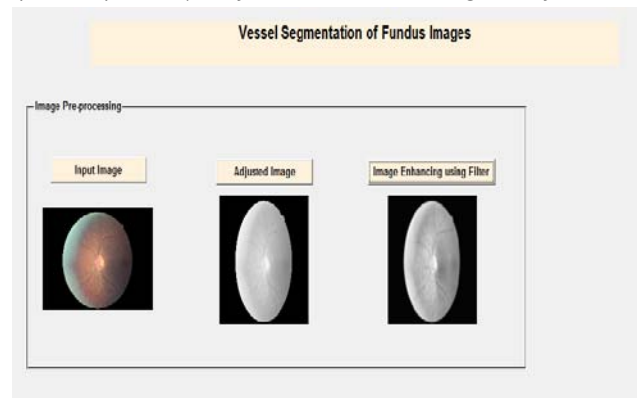 Vessel Segmentation of Fundus Images
Image Pre-processing
Input Image
Adjusted Image
Image Enhancing using Filter